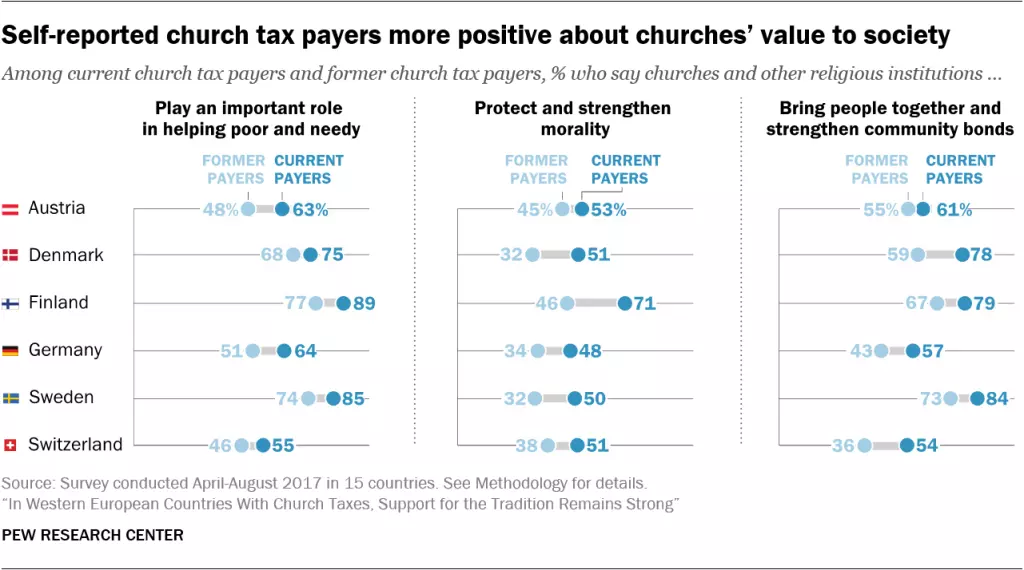 Self-reported church tax payers more positive about churches’ value to society
Among current church tax payers and former church tax payers, % who say churches and other religious institutions ...
Play an important role
in helping poor and needy
Protect and strengthen
morality
Bring people together and
strengthen community bonds
FORMER PAYERS CURRENT PAYERS FORMER PAYERS CURRENT PAYERS FORMER PAYERS CURRENT PAYERS
Austria 48% 63% 45% 53% 55% 61%
Denmark 68 75 32 51 59 78
Finland 77 89 46 71 67 79
Germany 51 64 34 48 43 57
Sweden 74 85 32 50 73 84
Switzerland 46 55 38 51 36 54
Source: Survey conducted April-August 2017 in 15 countries. See Methodology for details.
“In Western European Countries With Church Taxes, Support for the Tradition Remains Strong”
PEW RESEARCH CENTER